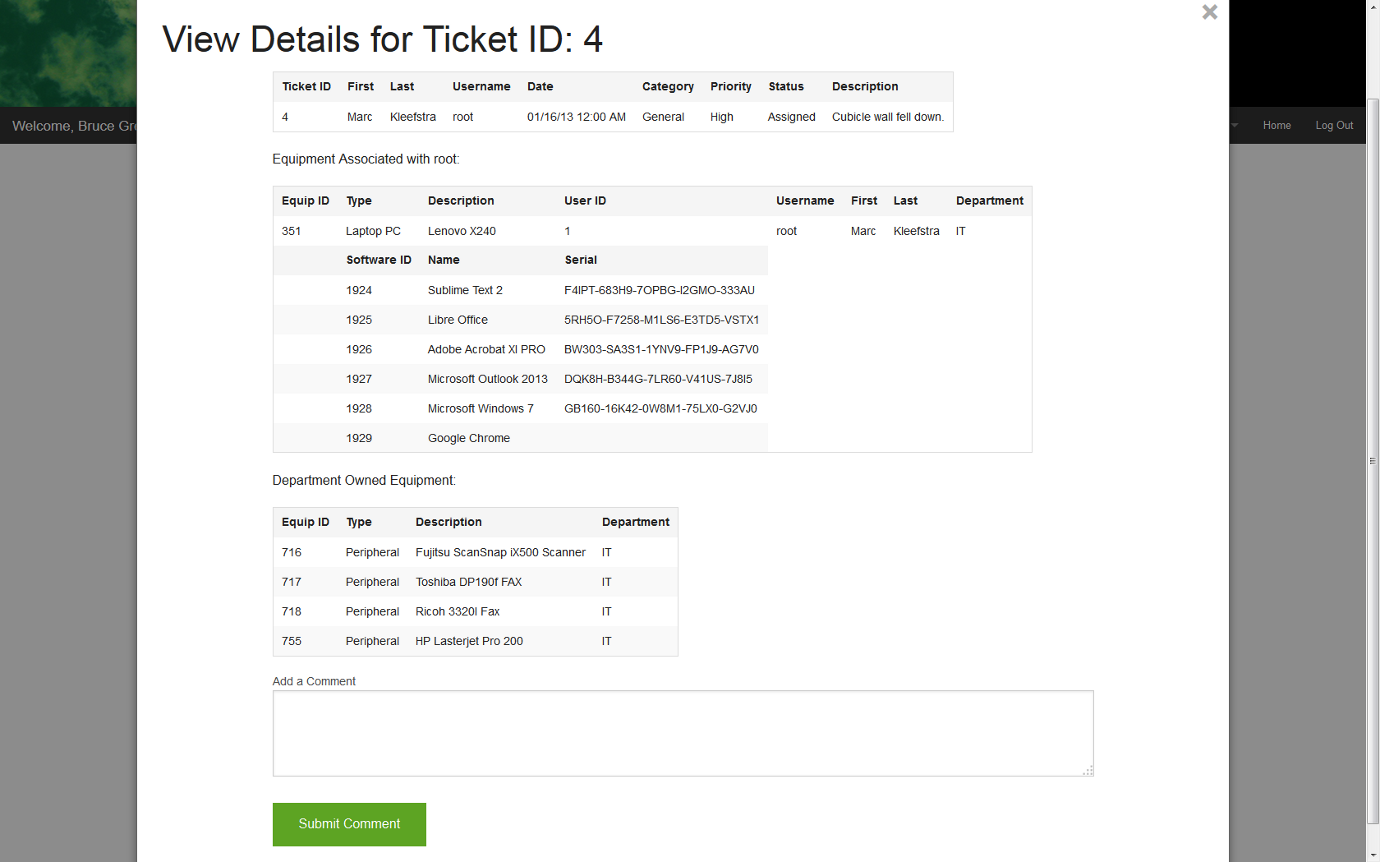 View Details for Ticket ID: 4
Ticket ID First Last Username Date Category Priority Status Description
4 Marc Kleefstra root 01/16/13 12:00 AM General High Assigned Cubicle wall fell down.
Welcome, Bruce Gre
Home Log Out
Equipment Associated with root:
Equip ID Type Description User ID Username First Last Department
351 Laptop PC Lenovo X240 1 root Marc Kleefstra IT
Software ID Name Serial
1924 Sublime Text 2 F4IPT-683H9-7OPBG-I2GMO-333AU
1925 Libre Office 5RH5O-F7258-M1LS6-E3TD5-VSTX1
1926 Adobe Acrobat XI PRO BW303-SA3S1-1YNV9-FP1J9-AG7V0
1927 Microsoft Outlook 2013 DQK8H-B344G-7LR60-V41US-7J8I5
1928 Microsoft Windows 7 GB160-16K42-0W8M1-75LX0-G2VJ0
1929 Google Chrome
Department Owned Equipment:
Equip ID Type Description Department
716 Peripheral Fujitsu ScanSnap iX500 Scanner IT
717 Peripheral Toshiba DP190f FAX IT
718 Peripheral Ricoh 3320l Fax IT
755 Peripheral HP Lasterjet Pro 200 IT
Add a Comment
Submit Comment